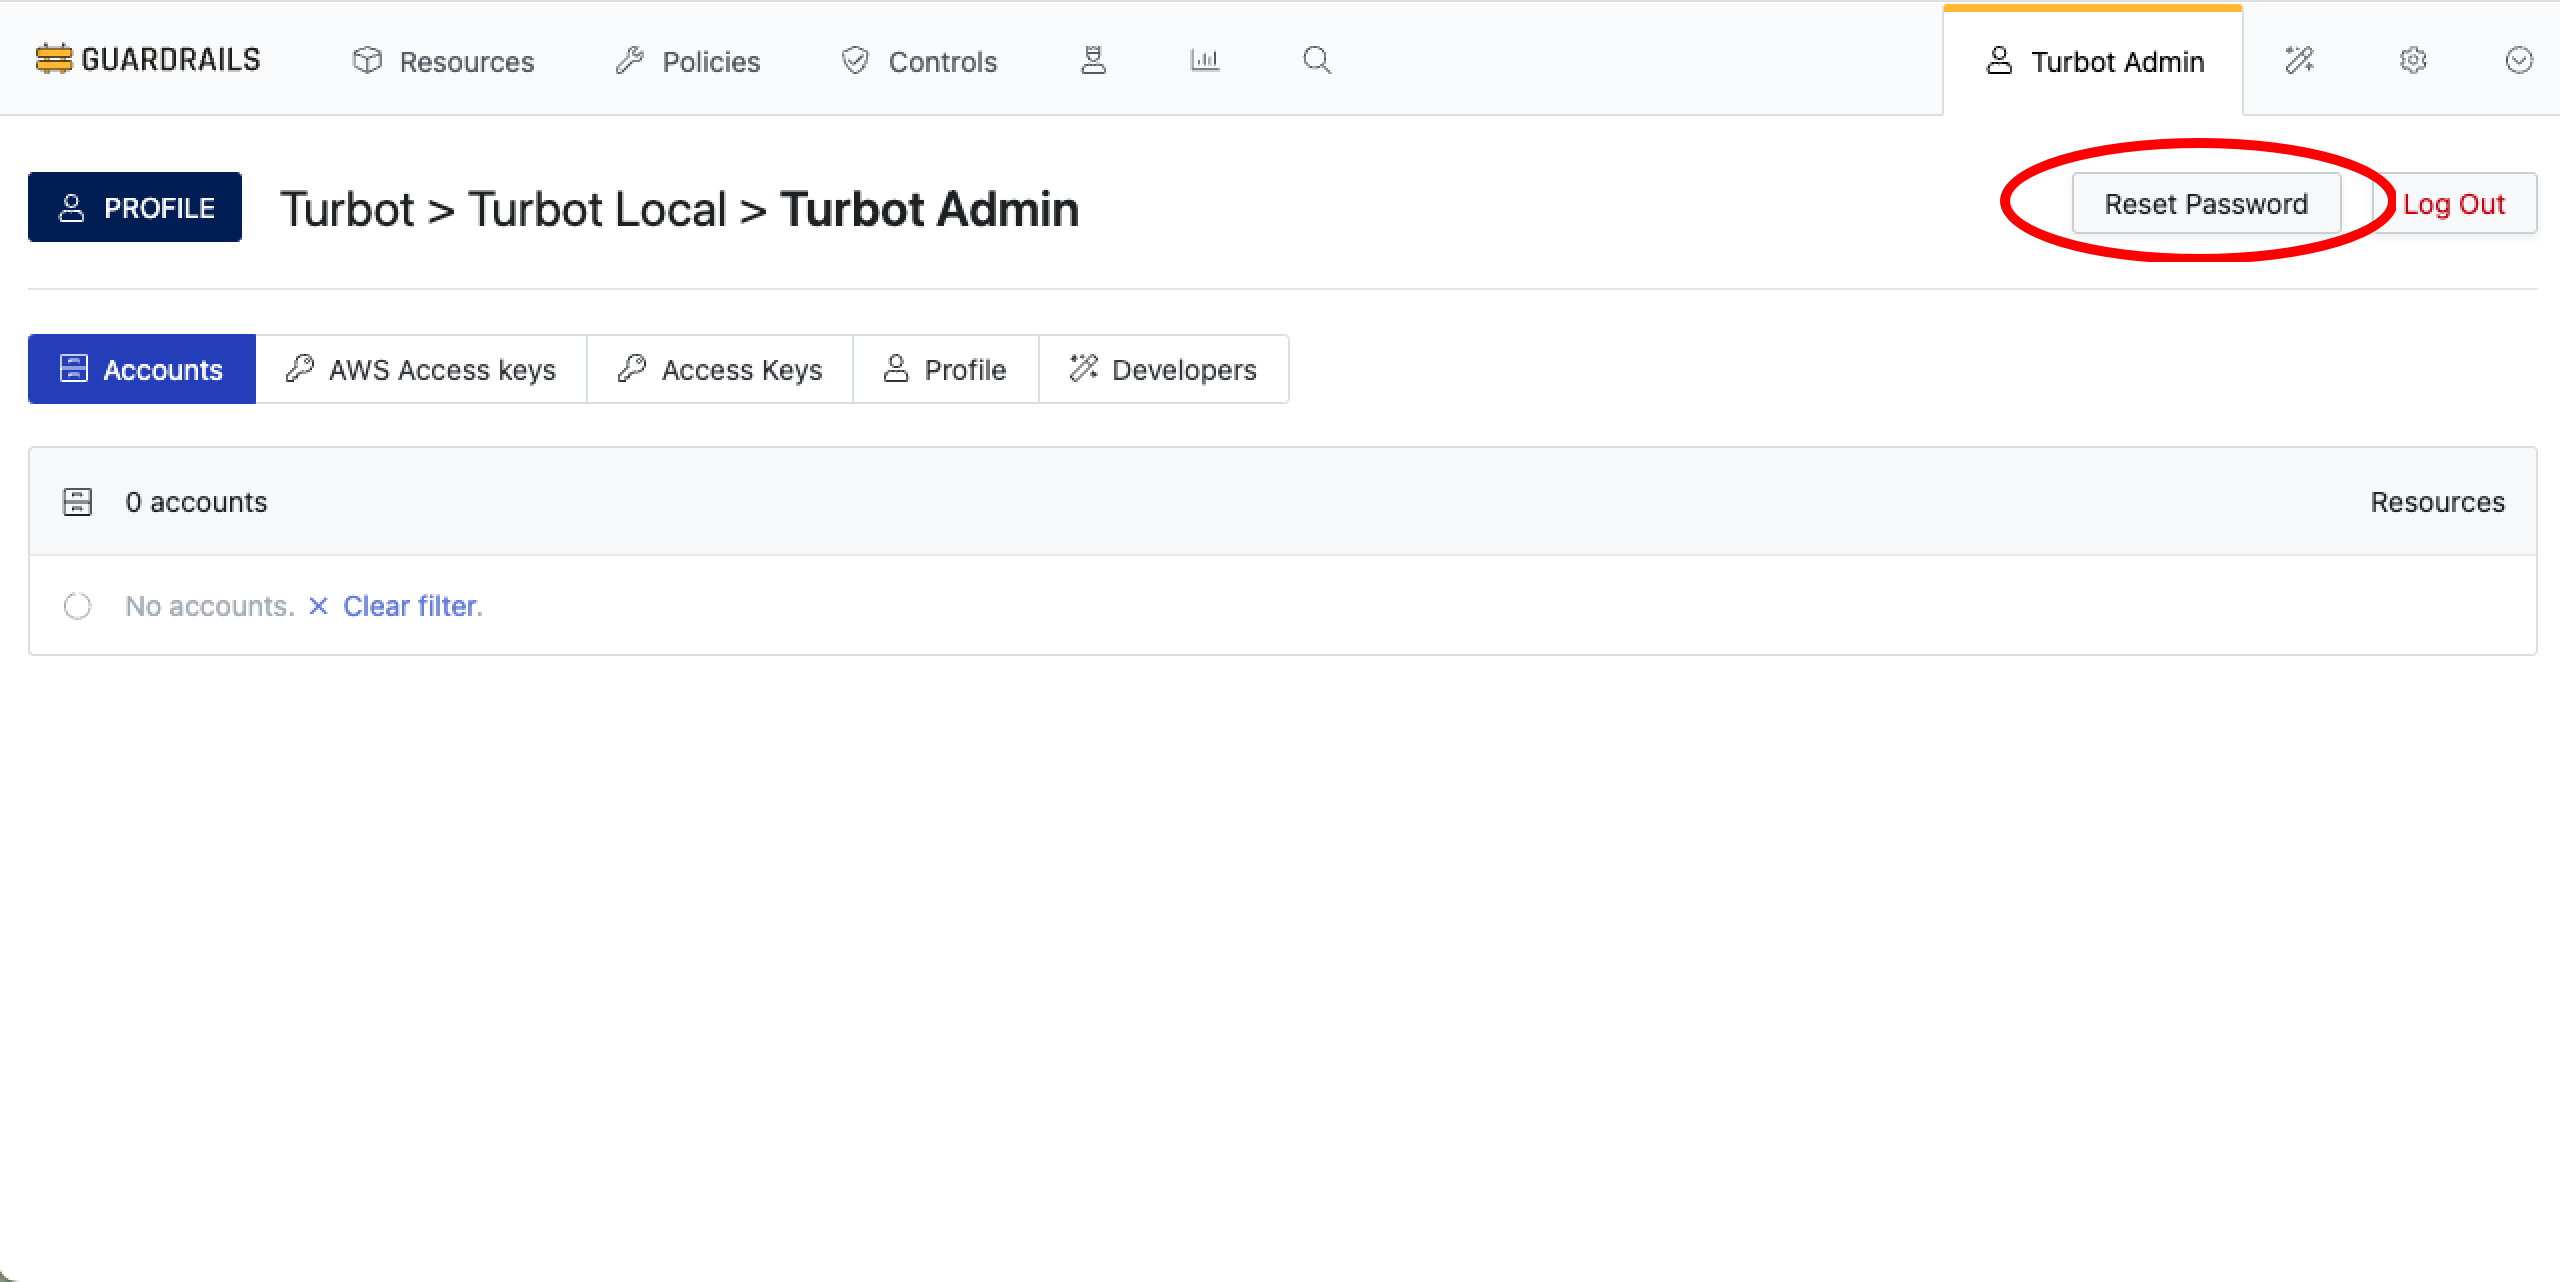 GUARDRAILS Resources Policies Controls Turbot Admin
PROFILE Turbot > Turbot Local > Turbot Admin Reset Password Log Out
Accounts AWS Access keys Access Keys Profile Developers
0 accounts Resources
No accounts. × Clear filter.